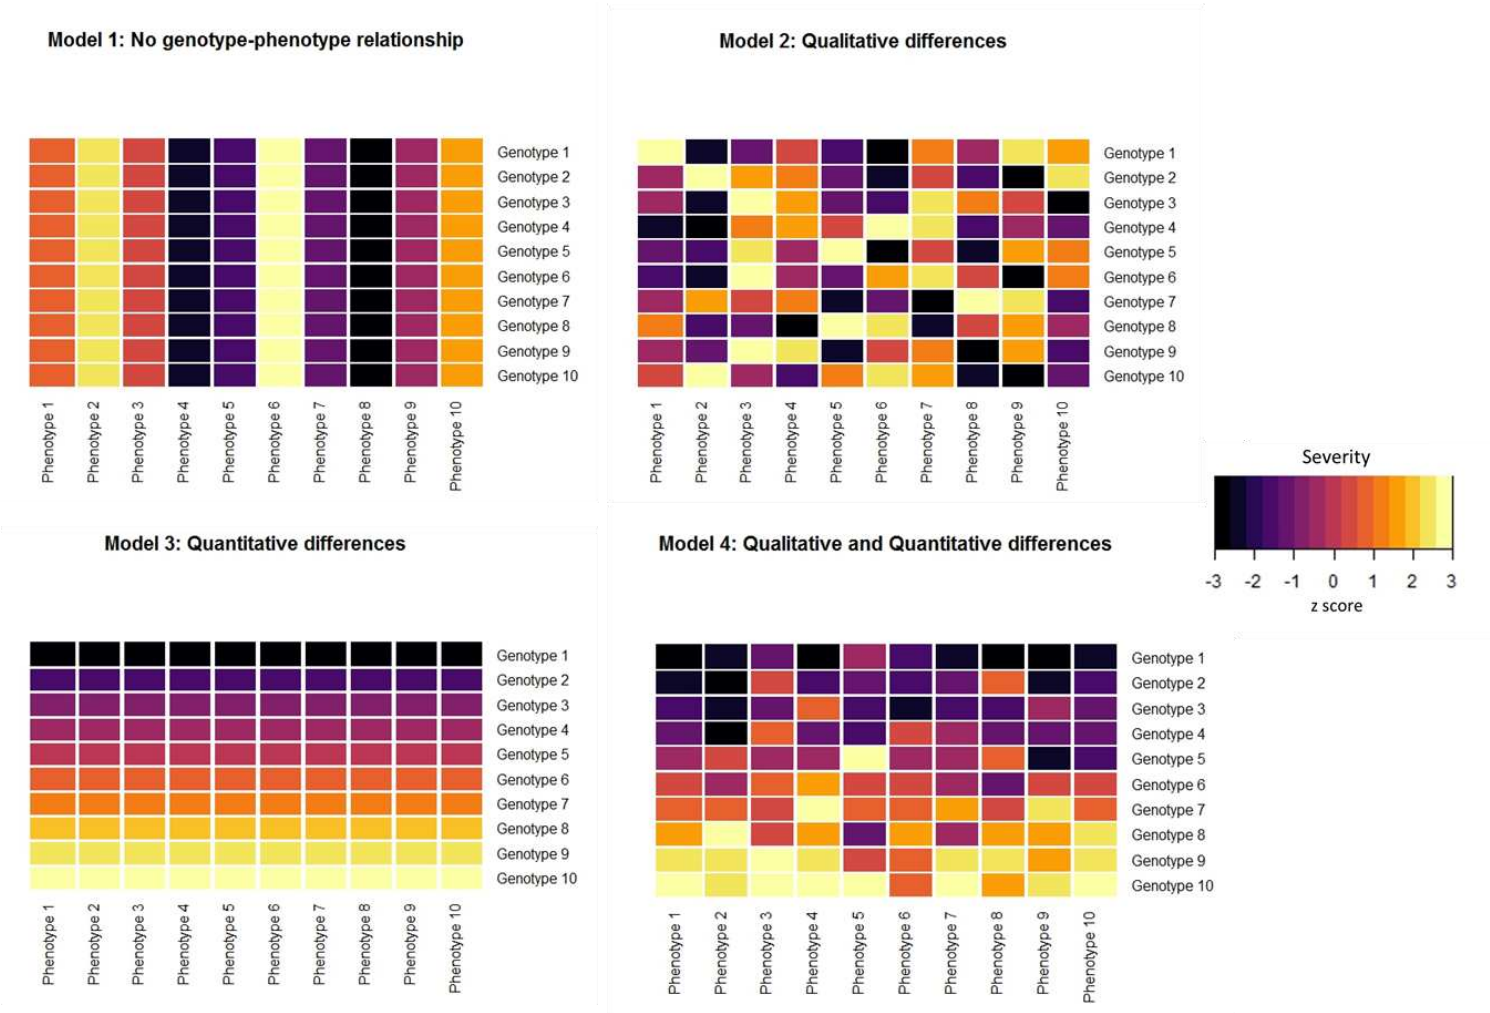 Model 1: No genotype-phenotype relationship
Genotype 1
Genotype 2
Genotype 3
Genotype 4
Genotype 5
Genotype 6
Genotype 7
Genotype 8
Genotype 9
Genotype 10
Phenotype 1
Phenotype 2
Phenotype 3
Phenotype 4
Phenotype 5
Phenotype 6
Phenotype 7
Phenotype 8
Phenotype 9
Phenotype 10
Model 2: Qualitative differences
Genotype 1
Genotype 2
Genotype 3
Genotype 4
Genotype 5
Genotype 6
Genotype 7
Genotype 8
Genotype 9
Genotype 10
Phenotype 1
Phenotype 2
Phenotype 3
Phenotype 4
Phenotype 5
Phenotype 6
Phenotype 7
Phenotype 8
Phenotype 9
Phenotype 10
Severity
-3 -2 -1 0 1 2 3
z score
Model 3: Quantitative differences
Genotype 1
Genotype 2
Genotype 3
Genotype 4
Genotype 5
Genotype 6
Genotype 7
Genotype 8
Genotype 9
Genotype 10
Phenotype 1
Phenotype 2
Phenotype 3
Phenotype 4
Phenotype 5
Phenotype 6
Phenotype 7
Phenotype 8
Phenotype 9
Phenotype 10
Model 4: Qualitative and Quantitative differences
Genotype 1
Genotype 2
Genotype 3
Genotype 4
Genotype 5
Genotype 6
Genotype 7
Genotype 8
Genotype 9
Genotype 10
Phenotype 1
Phenotype 2
Phenotype 3
Phenotype 4
Phenotype 5
Phenotype 6
Phenotype 7
Phenotype 8
Phenotype 9
Phenotype 10